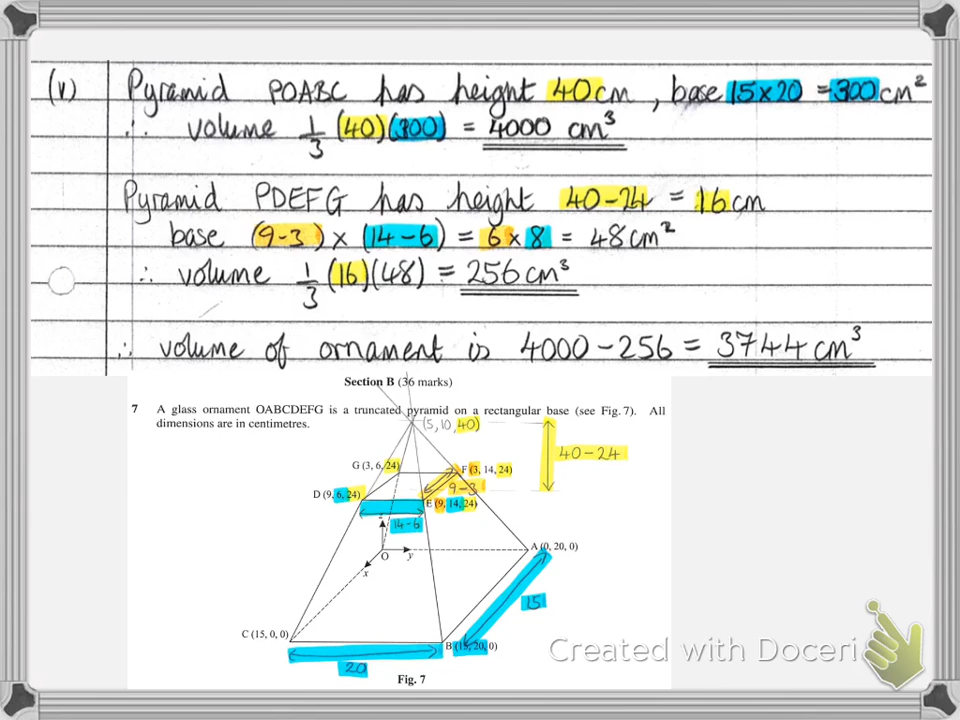 (v) Pyramid POABC has height 40cm, base 15×20 = 300cm²
∴ volume 1/3 (40)(300) = 4000 cm³
Pyramid PDEFG has height 40-24 = 16cm
base (9-3) × (14-6) = 6 × 8 = 48cm²
∴ volume 1/3 (16)(48) = 256cm³
∴ volume of ornament is 4000-256 = 3744cm³
Section B (36 marks)
7 A glass ornament OABCDEFG is a truncated pyramid on a rectangular base (see Fig. 7). All
dimensions are in centimetres.
(5,10,40)
40-24
G (3, 6, 24)
F (3, 14, 24)
9-3
D (9, 6, 24)
E (9, 14, 24)
14-6
z
O
y
x
A (0, 20, 0)
15
C (15, 0, 0)
B (15, 20, 0)
20
Fig. 7
Created with Doceri